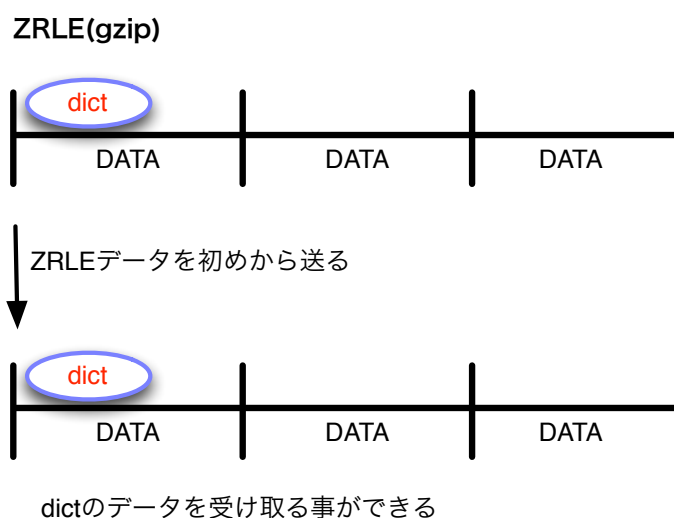 ZRLE(gzip)
dict
DATA DATA DATA
ZRLEデータを初めから送る
dict
DATA DATA DATA
dictのデータを受け取る事ができる